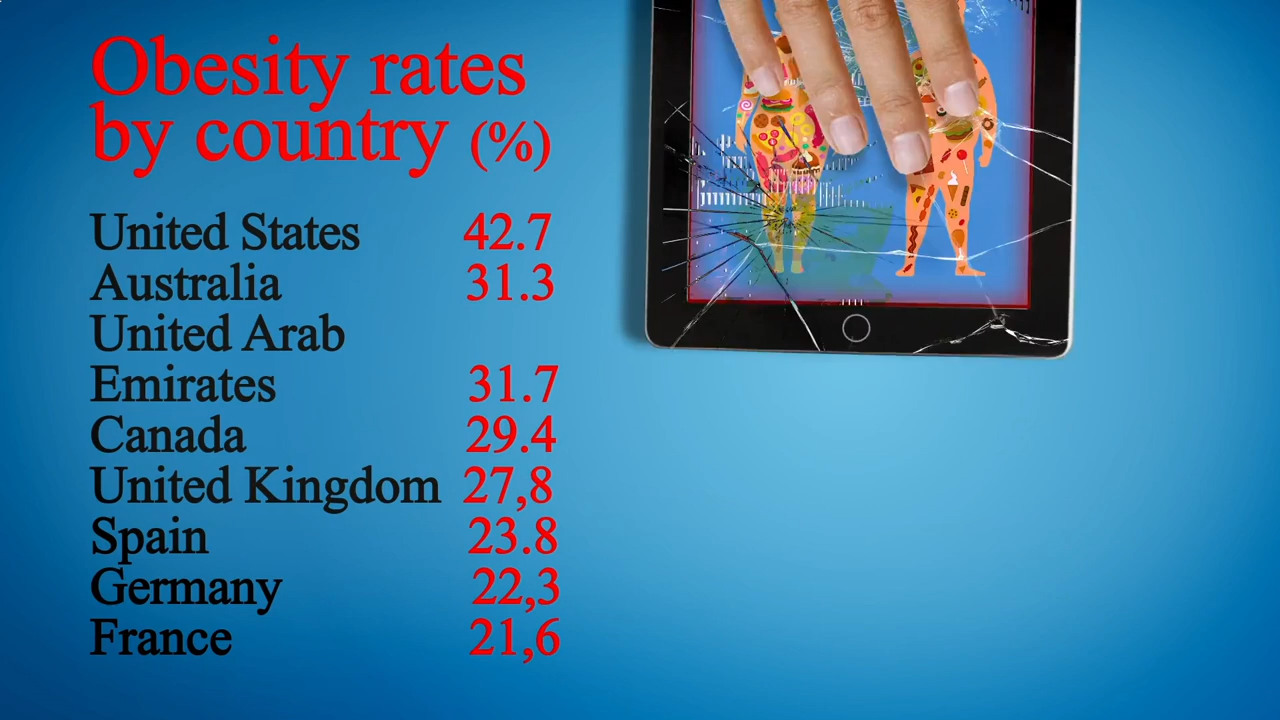 Obesity rates
by country (%)
United States 42.7
Australia 31.3
United Arab
Emirates 31.7
Canada 29.4
United Kingdom 27,8
Spain 23.8
Germany 22,3
France 21,6